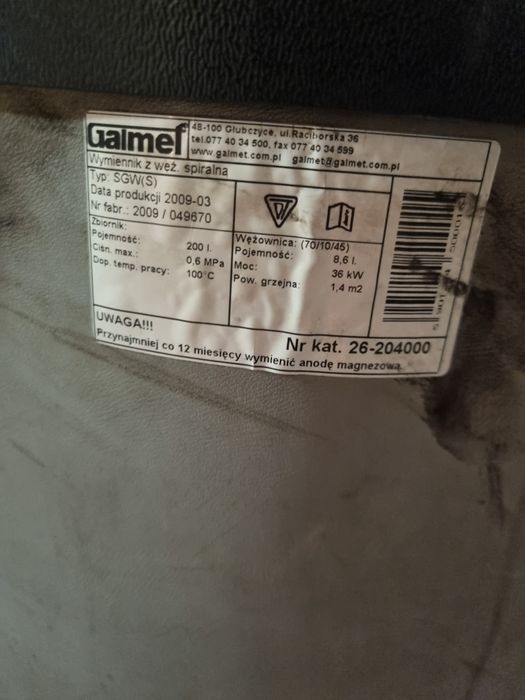 Galmet
48-100 Głubczyce, ul.Raciborska 36
tel.077 40 34 500, fax 077 40 34 599
www.galmet.com.pl galmet@galmet.com.pl
Wymiennik z węż. spiralna
Typ: SGW(S)
Data produkcji 2009-03
Nr fabr.: 2009 / 049670
Zbiornik:
Pojemność: 200 l.
Ciśn. max.: 0,6 MPa
Dop. temp. pracy: 100°C
Wężownica: (70/10/45)
Pojemność: 8,6 l.
Moc: 36 kW
Pow. grzejna: 1,4 m2
UWAGA!!!
Nr kat. 26-204000
Przynajmniej co 12 miesięcy wymienić anodę magnezową.